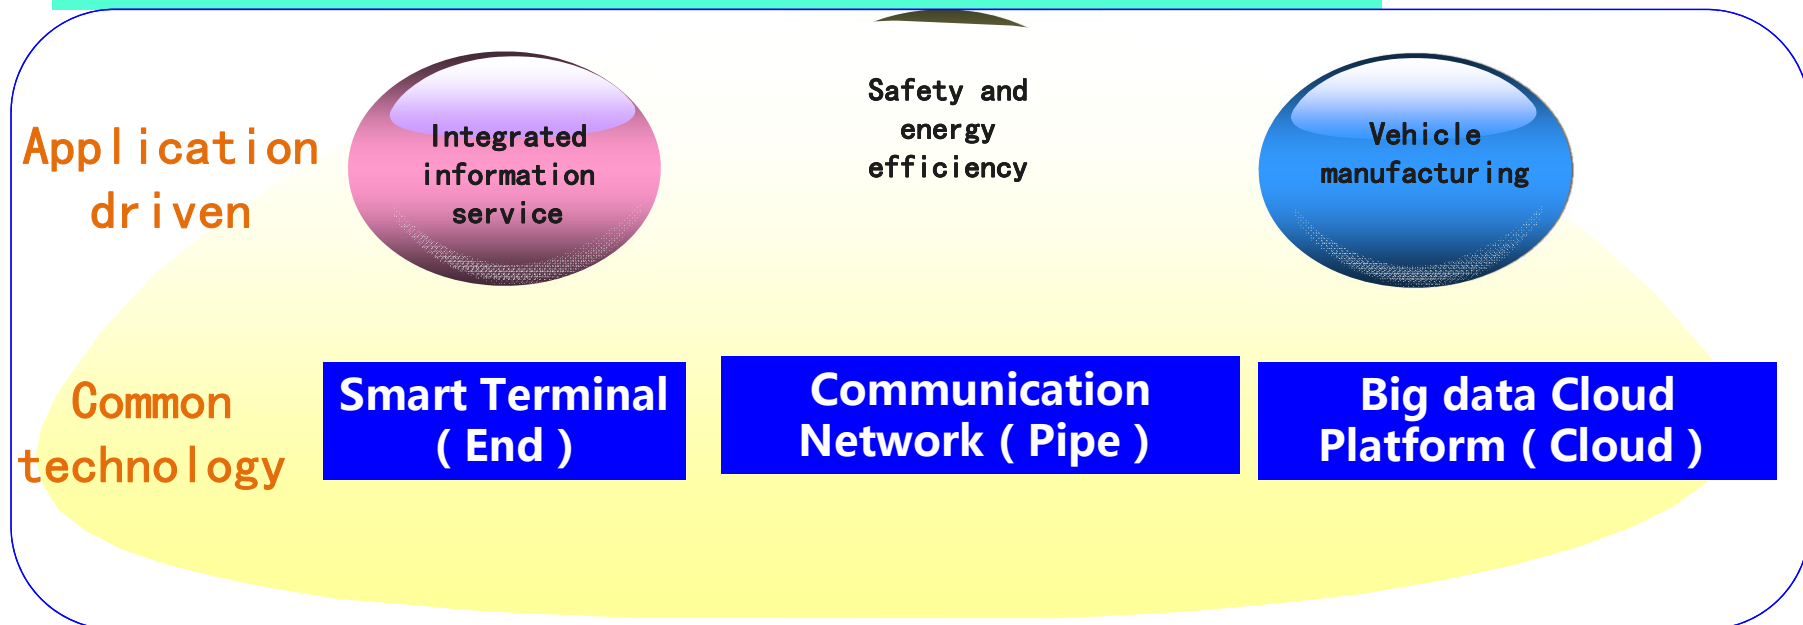 Application
driven
Integrated
information
service
Safety and
energy
efficiency
Vehicle
manufacturing
Common
technology
Smart Terminal
( End )
Communication
Network ( Pipe )
Big data Cloud
Platform ( Cloud )